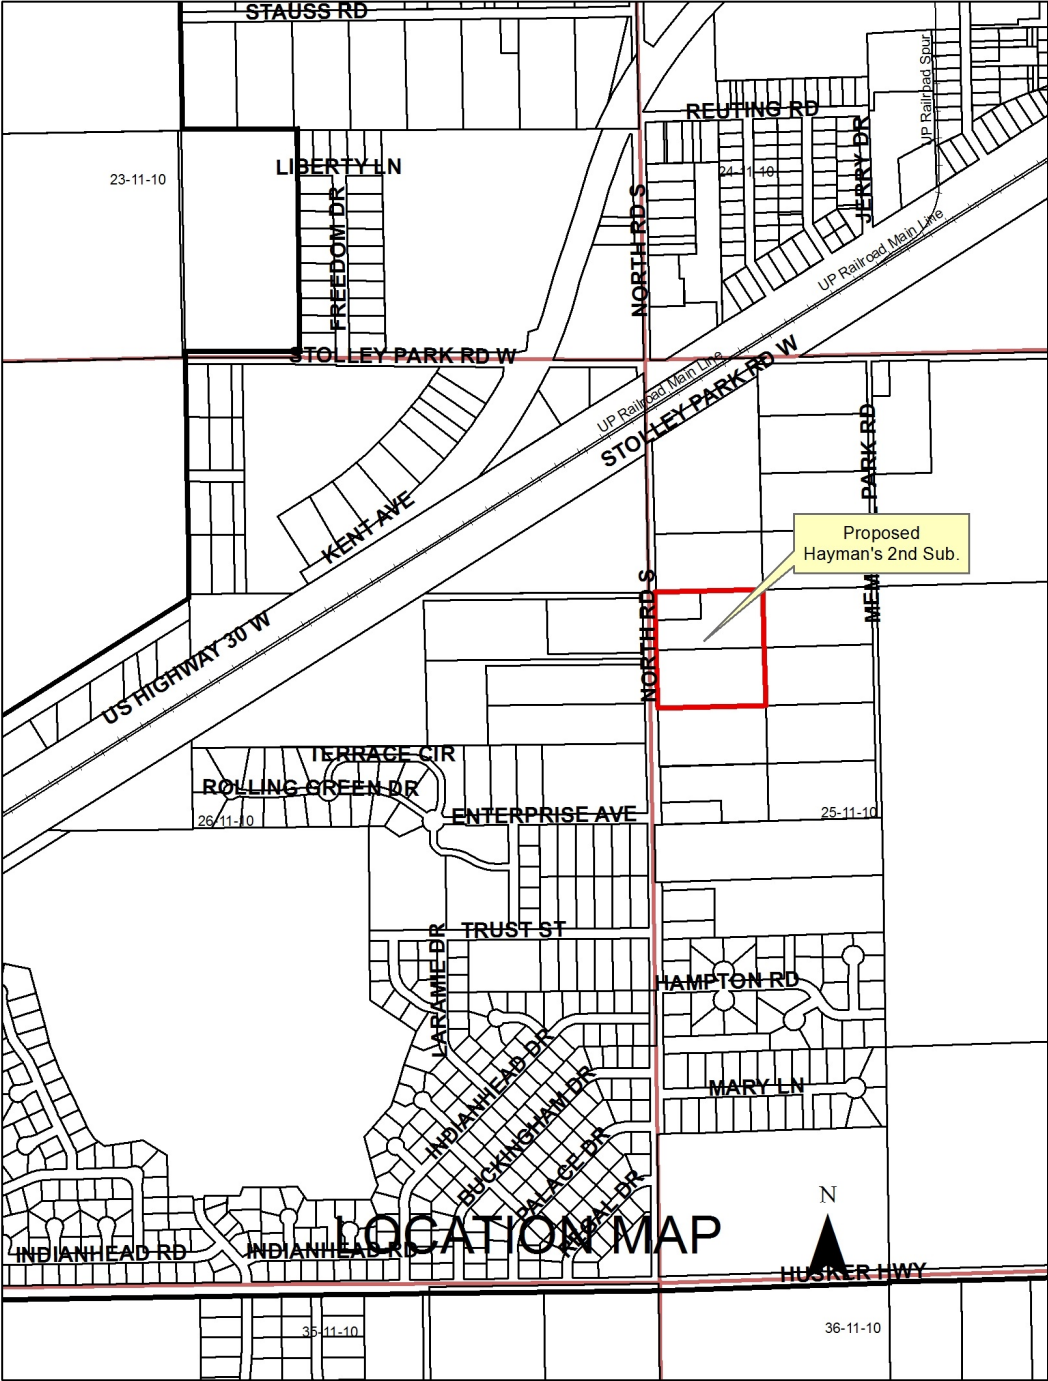 STAUSS RD
UP Railroad Spur
REUTING RD
JERRY DR
LIBERTY LN
24-11-10
23-11-10
FREEDOM DR
NORTH RD S
UP Railroad Main Line
STOLLEY PARK RD W
UP Railroad Main Line
STOLLEY PARK RD W
PARK RD
KENT AVE
Proposed
Hayman's 2nd Sub.
MEM
NORTH RD S
US HIGHWAY 30 W
TERRACE CIR
ROLLING GREEN DR
ENTERPRISE AVE
26-11-10
25-11-10
TRUST ST
LARAMIE DR
HAMPTON RD
INDIANHEAD DR
MARY LN
BUCKINGHAM DR
PALACE DR
REGAL DR
N
LOCATION MAP
INDIANHEAD RD
INDIANHEAD RD
HUSKER HWY
35-11-10
36-11-10